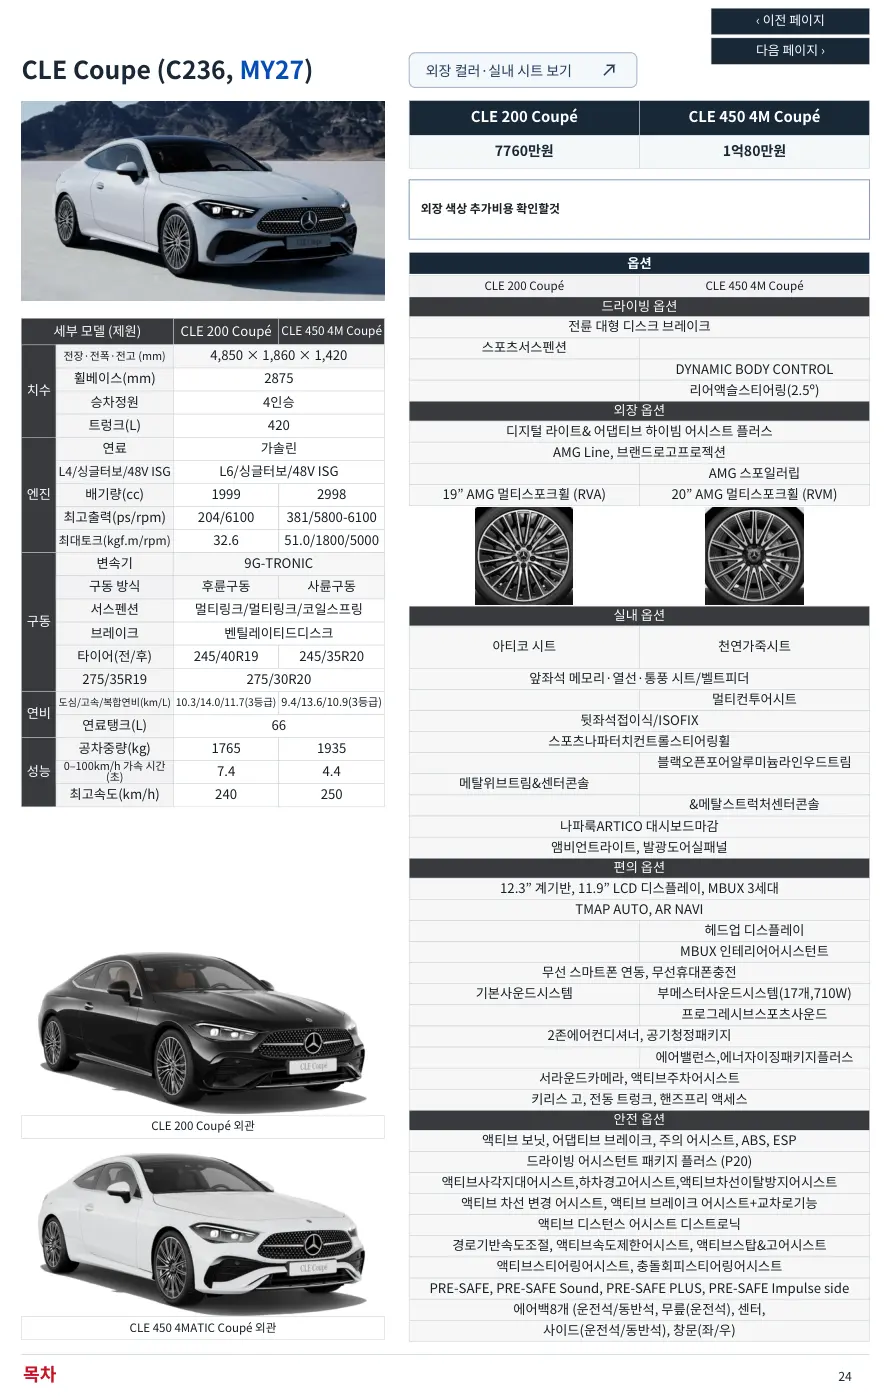 ‹ 이전 페이지
다음 페이지 ›
CLE Coupe (C236, MY27)
외장 컬러·실내 시트 보기
CLE 200 Coupé CLE 450 4M Coupé
7760만원 1억80만원
외장 색상 추가비용 확인할것
세부 모델 (제원) CLE 200 Coupé CLE 450 4M Coupé
치수
전장·전폭·전고 (mm) 4,850 × 1,860 × 1,420
휠베이스(mm) 2875
승차정원 4인승
트렁크(L) 420
엔진
연료 가솔린
L4/싱글터보/48V ISG L6/싱글터보/48V ISG
배기량(cc) 1999 2998
최고출력(ps/rpm) 204/6100 381/5800-6100
최대토크(kgf.m/rpm) 32.6 51.0/1800/5000
구동
변속기 9G-TRONIC
구동 방식 후륜구동 사륜구동
서스펜션 멀티링크/멀티링크/코일스프링
브레이크 벤틸레이티드디스크
타이어(전/후) 245/40R19 245/35R20
275/35R19 275/30R20
연비
도심/고속/복합연비(km/L) 10.3/14.0/11.7(3등급) 9.4/13.6/10.9(3등급)
연료탱크(L) 66
성능
공차중량(kg) 1765 1935
0–100km/h 가속 시간
(초) 7.4 4.4
최고속도(km/h) 240 250
CLE Coupe
CLE 200 Coupé 외관
CLE Coupe
CLE 450 4MATIC Coupé 외관
CLE Coupe
옵션
CLE 200 Coupé CLE 450 4M Coupé
드라이빙 옵션
전륜 대형 디스크 브레이크
스포츠서스펜션
DYNAMIC BODY CONTROL
리어액슬스티어링(2.5º)
외장 옵션
디지털 라이트& 어댑티브 하이빔 어시스트 플러스
AMG Line, 브랜드로고프로젝션
AMG 스포일러립
19” AMG 멀티스포크휠 (RVA) 20” AMG 멀티스포크휠 (RVM)
실내 옵션
아티코 시트 천연가죽시트
앞좌석 메모리·열선·통풍 시트/벨트피더
멀티컨투어시트
뒷좌석접이식/ISOFIX
스포츠나파터치컨트롤스티어링휠
블랙오픈포어알루미늄라인우드트림
메탈위브트림&센터콘솔
&메탈스트럭처센터콘솔
나파룩ARTICO 대시보드마감
앰비언트라이트, 발광도어실패널
편의 옵션
12.3” 계기반, 11.9” LCD 디스플레이, MBUX 3세대
TMAP AUTO, AR NAVI
헤드업 디스플레이
MBUX 인테리어어시스턴트
무선 스마트폰 연동, 무선휴대폰충전
기본사운드시스템 부메스터사운드시스템(17개,710W)
프로그레시브스포츠사운드
2존에어컨디셔너, 공기청정패키지
에어밸런스,에너자이징패키지플러스
서라운드카메라, 액티브주차어시스트
키리스 고, 전동 트렁크, 핸즈프리 액세스
안전 옵션
액티브 보닛, 어댑티브 브레이크, 주의 어시스트, ABS, ESP
드라이빙 어시스턴트 패키지 플러스 (P20)
액티브사각지대어시스트,하차경고어시스트,액티브차선이탈방지어시스트
액티브 차선 변경 어시스트, 액티브 브레이크 어시스트+교차로기능
액티브 디스턴스 어시스트 디스트로닉
경로기반속도조절, 액티브속도제한어시스트, 액티브스탑&고어시스트
액티브스티어링어시스트, 충돌회피스티어링어시스트
PRE-SAFE, PRE-SAFE Sound, PRE-SAFE PLUS, PRE-SAFE Impulse side
에어백8개 (운전석/동반석, 무릎(운전석), 센터,
사이드(운전석/동반석), 창문(좌/우)
목차
24